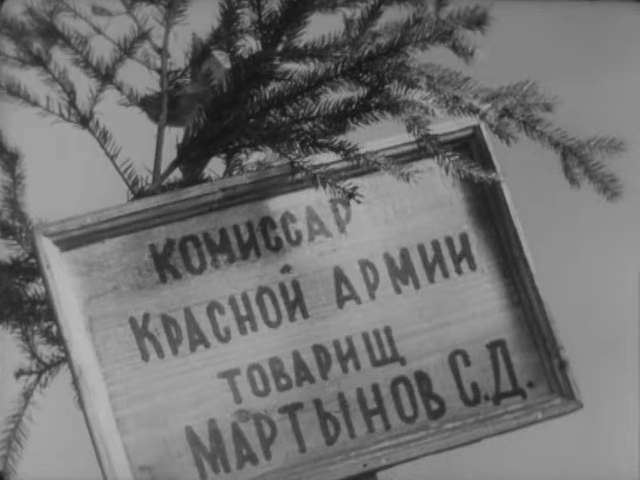 КОМИССАР
КРАСНОЙ АРМИИ
ТОВАРИЩ
МАРТЫНОВ С.Д.